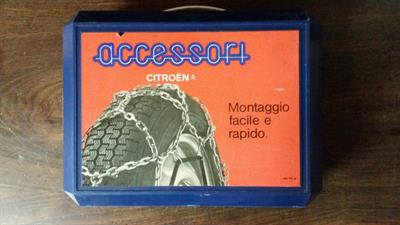 accessori
CITROËN
Montaggio
facile e
rapido.